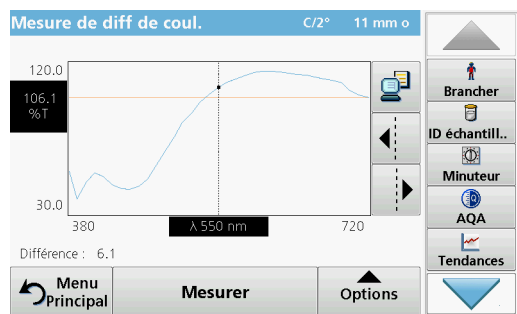 Mesure de diff de coul. C/2° 11 mm o
120.0
106.1
%T
30.0
380 λ 550 nm 720
Différence : 6.1
Menu
Principal
Mesurer
Options
Brancher
ID échantill..
Minuteur
AQA
Tendances